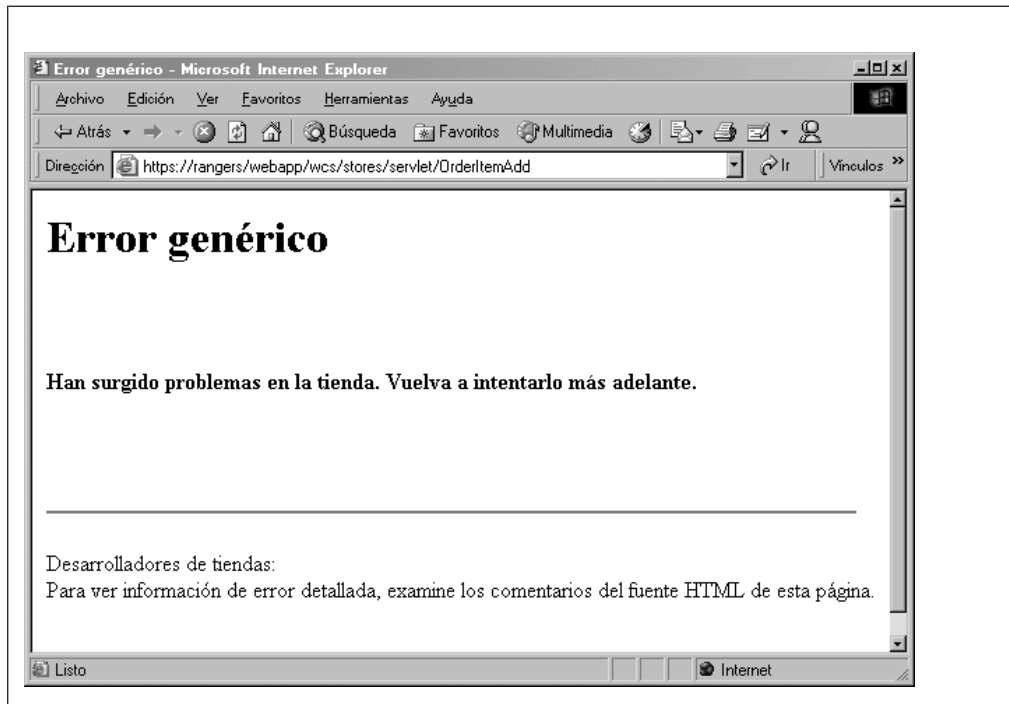 Error genérico - Microsoft Internet Explorer
Archivo Edición Ver Favoritos Herramientas Ayuda
Atrás Búsqueda Favoritos Multimedia
Dirección https://rangers/webapp/wcs/stores/servlet/OrderItemAdd Ir Vínculos »
Error genérico
Han surgido problemas en la tienda. Vuelva a intentarlo más adelante.
Desarrolladores de tiendas:
Para ver información de error detallada, examine los comentarios del fuente HTML de esta página.
Listo Internet